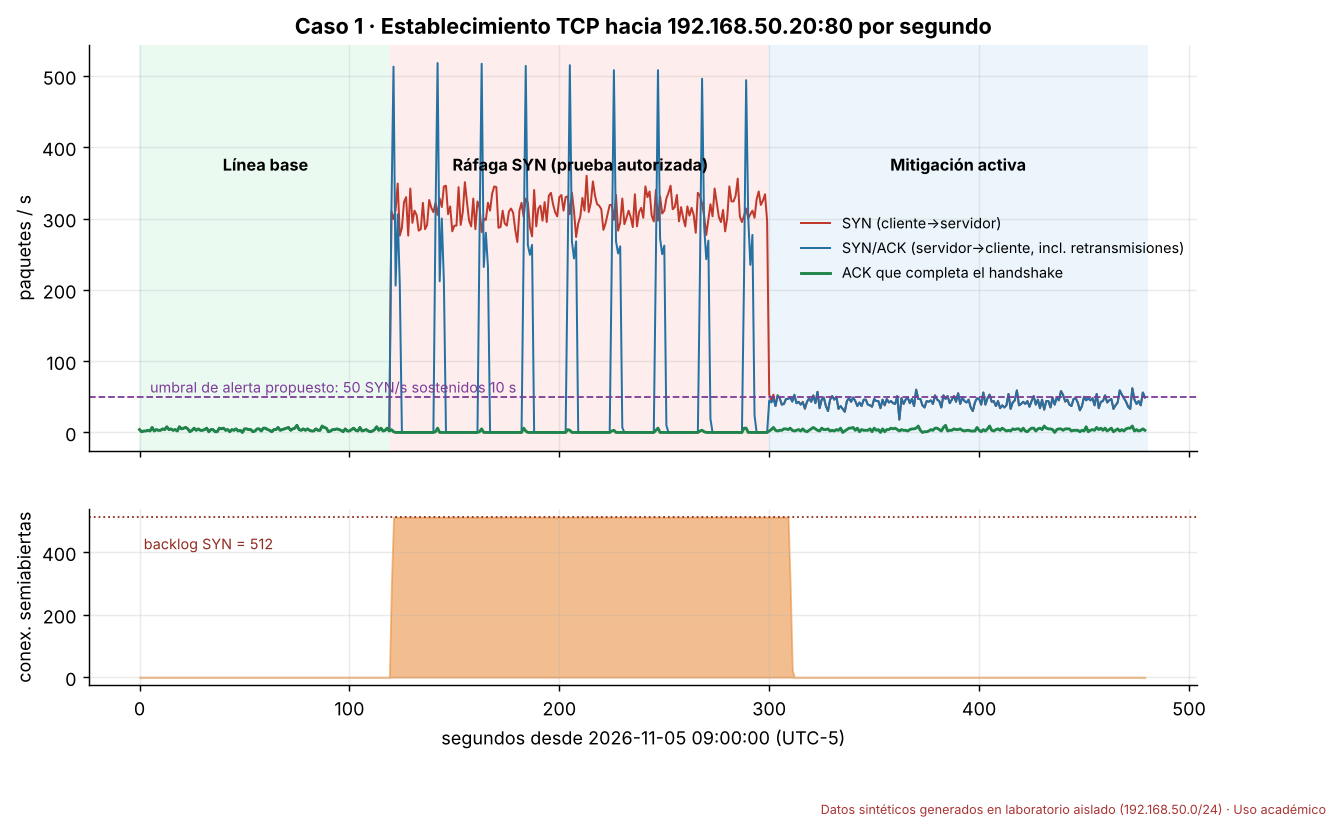 Caso 1 · Establecimiento TCP hacia 192.168.50.20:80 por segundo
500
400
300
200
100
0
paquetes / s
Línea base
Ráfaga SYN (prueba autorizada)
Mitigación activa
SYN (cliente→servidor)
SYN/ACK (servidor→cliente, incl. retransmisiones)
ACK que completa el handshake
umbral de alerta propuesto: 50 SYN/s sostenidos 10 s
400
200
0
conex. semiabiertas
backlog SYN = 512
0 100 200 300 400 500
segundos desde 2026-11-05 09:00:00 (UTC-5)
Datos sintéticos generados en laboratorio aislado (192.168.50.0/24) · Uso académico